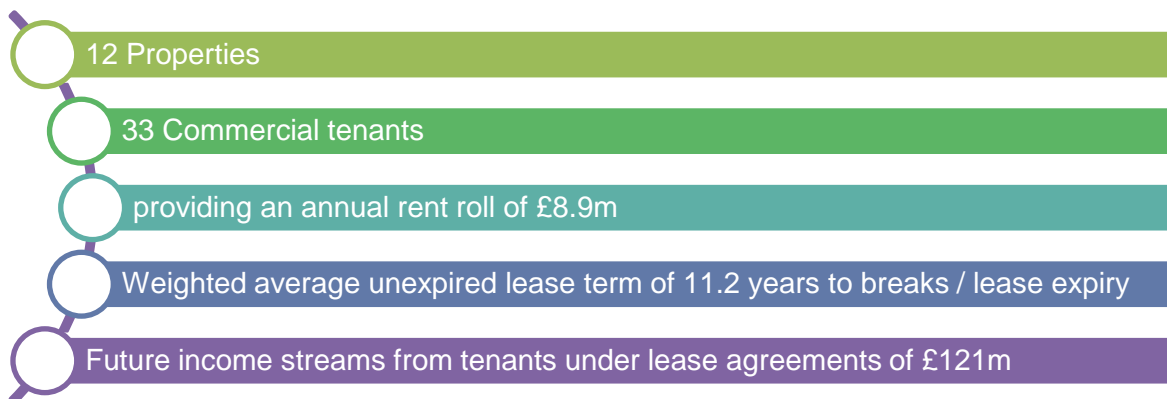 12 Properties
33 Commercial tenants
providing an annual rent roll of £8.9m
Weighted average unexpired lease term of 11.2 years to breaks / lease expiry
Future income streams from tenants under lease agreements of £121m